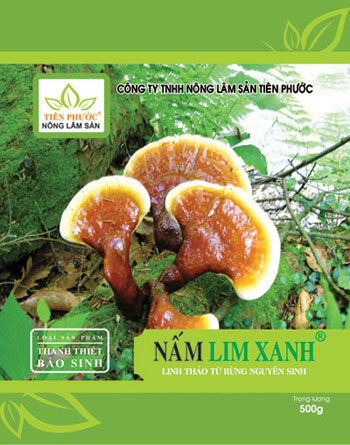 CÔNG TY TNHH NÔNG LÂM SẢN TIÊN PHƯỚC
TIÊN PHƯỚC®
NÔNG LÂM SẢN
LOẠI SẢN PHẨM
THANH THIẾT
BẢO SINH
NẤM LIM XANH®
LINH THẢO TỪ RỪNG NGUYÊN SINH
Trọng lượng
500g